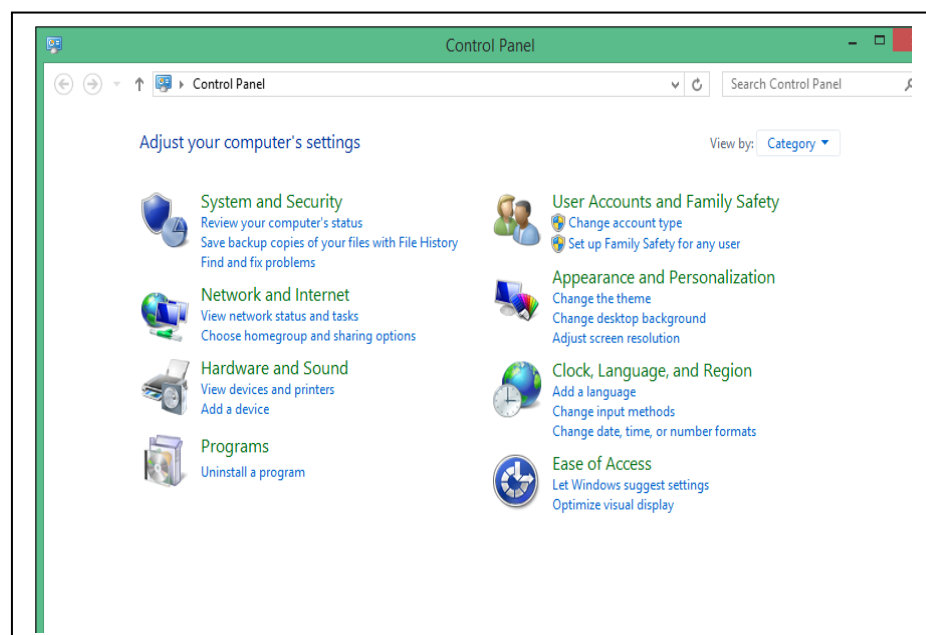 Control Panel
Control Panel
Search Control Panel
Adjust your computer's settings
View by: Category
System and Security
Review your computer's status
Save backup copies of your files with File History
Find and fix problems
Network and Internet
View network status and tasks
Choose homegroup and sharing options
Hardware and Sound
View devices and printers
Add a device
Programs
Uninstall a program
User Accounts and Family Safety
Change account type
Set up Family Safety for any user
Appearance and Personalization
Change the theme
Change desktop background
Adjust screen resolution
Clock, Language, and Region
Add a language
Change input methods
Change date, time, or number formats
Ease of Access
Let Windows suggest settings
Optimize visual display